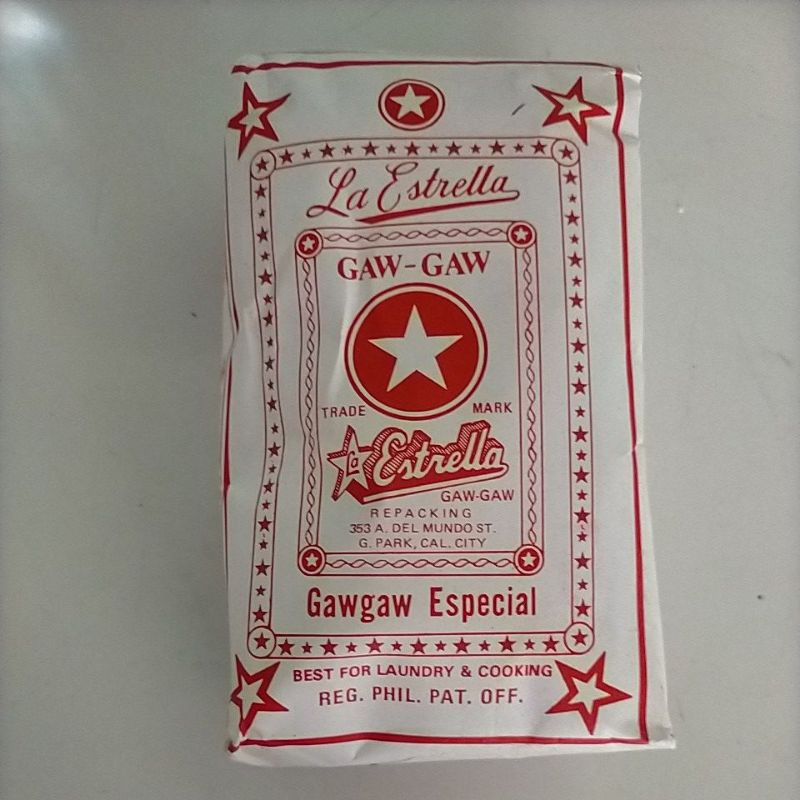 La Estrella
GAW-GAW
TRADE MARK
La Estrella
GAW-GAW
REPACKING
353 A. DEL MUNDO ST.
G. PARK, CAL. CITY
Gawgaw Especial
BEST FOR LAUNDRY & COOKING
REG. PHIL. PAT. OFF.